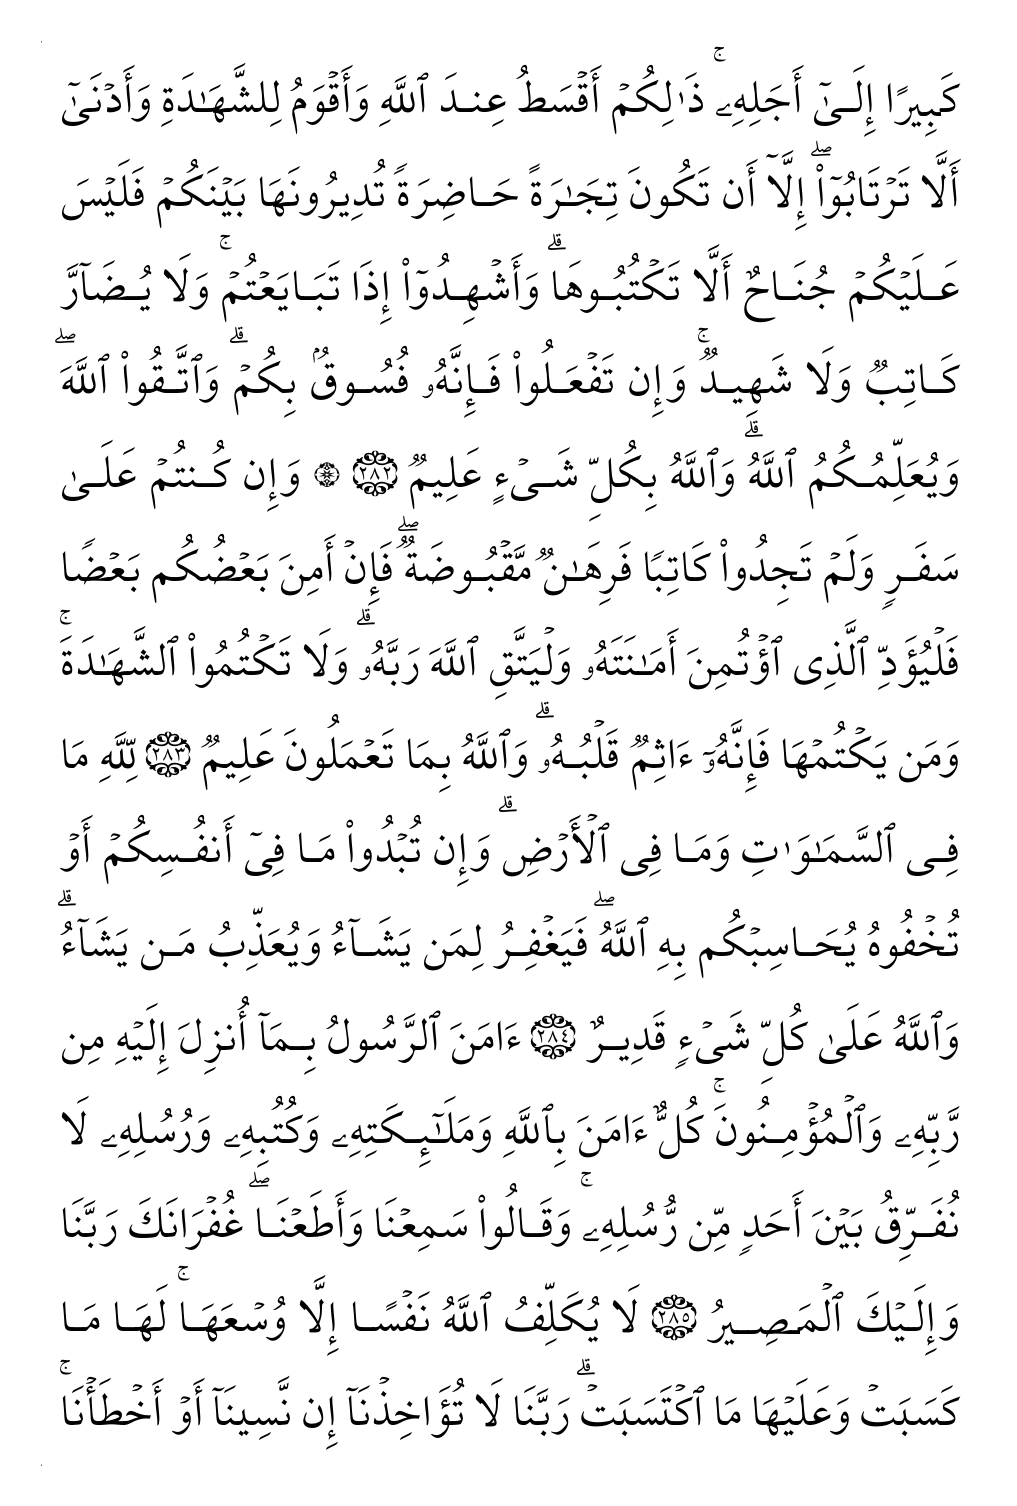 كَبِيرًا إِلَىٰٓ أَجَلِهِۦۚ ذَٰلِكُمۡ أَقۡسَطُ عِندَ ٱللَّهِ وَأَقۡوَمُ لِلشَّهَٰدَةِ وَأَدۡنَىٰٓ
أَلَّا تَرۡتَابُوٓاْۖ إِلَّآ أَن تَكُونَ تِجَٰرَةً حَاضِرَةً تُدِيرُونَهَا بَيۡنَكُمۡ فَلَيۡسَ
عَلَيۡكُمۡ جُنَاحٌ أَلَّا تَكۡتُبُوهَاۗ وَأَشۡهِدُوٓاْ إِذَا تَبَايَعۡتُمۡۚ وَلَا يُضَآرَّ
كَاتِبٞ وَلَا شَهِيدٞۚ وَإِن تَفۡعَلُواْ فَإِنَّهُۥ فُسُوقُۢ بِكُمۡۗ وَٱتَّقُواْ ٱللَّهَۖ
وَيُعَلِّمُكُمُ ٱللَّهُۗ وَٱللَّهُ بِكُلِّ شَيۡءٍ عَلِيمٞ ٢٨٢ ۞ وَإِن كُنتُمۡ عَلَىٰ
سَفَرٍ وَلَمۡ تَجِدُواْ كَاتِبًا فَرِهَٰنٞ مَّقۡبُوضَةٞۖ فَإِنۡ أَمِنَ بَعۡضُكُم بَعۡضًا
فَلۡيُؤَدِّ ٱلَّذِي ٱؤۡتُمِنَ أَمَٰنَتَهُۥ وَلۡيَتَّقِ ٱللَّهَ رَبَّهُۥۗ وَلَا تَكۡتُمُواْ ٱلشَّهَٰدَةَۚ
وَمَن يَكۡتُمۡهَا فَإِنَّهُۥٓ ءَاثِمٞ قَلۡبُهُۥۗ وَٱللَّهُ بِمَا تَعۡمَلُونَ عَلِيمٞ ٢٨٣ لِّلَّهِ مَا
فِي ٱلسَّمَٰوَٰتِ وَمَا فِي ٱلۡأَرۡضِۗ وَإِن تُبۡدُواْ مَا فِيٓ أَنفُسِكُمۡ أَوۡ
تُخۡفُوهُ يُحَاسِبۡكُم بِهِ ٱللَّهُۖ فَيَغۡفِرُ لِمَن يَشَآءُ وَيُعَذِّبُ مَن يَشَآءُۗ
وَٱللَّهُ عَلَىٰ كُلِّ شَيۡءٍ قَدِيرٌ ٢٨٤ ءَامَنَ ٱلرَّسُولُ بِمَآ أُنزِلَ إِلَيۡهِ مِن
رَّبِّهِۦ وَٱلۡمُؤۡمِنُونَۚ كُلٌّ ءَامَنَ بِٱللَّهِ وَمَلَٰٓئِكَتِهِۦ وَكُتُبِهِۦ وَرُسُلِهِۦ لَا
نُفَرِّقُ بَيۡنَ أَحَدٍ مِّن رُّسُلِهِۦۚ وَقَالُواْ سَمِعۡنَا وَأَطَعۡنَاۖ غُفۡرَانَكَ رَبَّنَا
وَإِلَيۡكَ ٱلۡمَصِيرُ ٢٨٥ لَا يُكَلِّفُ ٱللَّهُ نَفۡسًا إِلَّا وُسۡعَهَاۚ لَهَا مَا
كَسَبَتۡ وَعَلَيۡهَا مَا ٱكۡتَسَبَتۡۗ رَبَّنَا لَا تُؤَاخِذۡنَآ إِن نَّسِينَآ أَوۡ أَخۡطَأۡنَاۚ